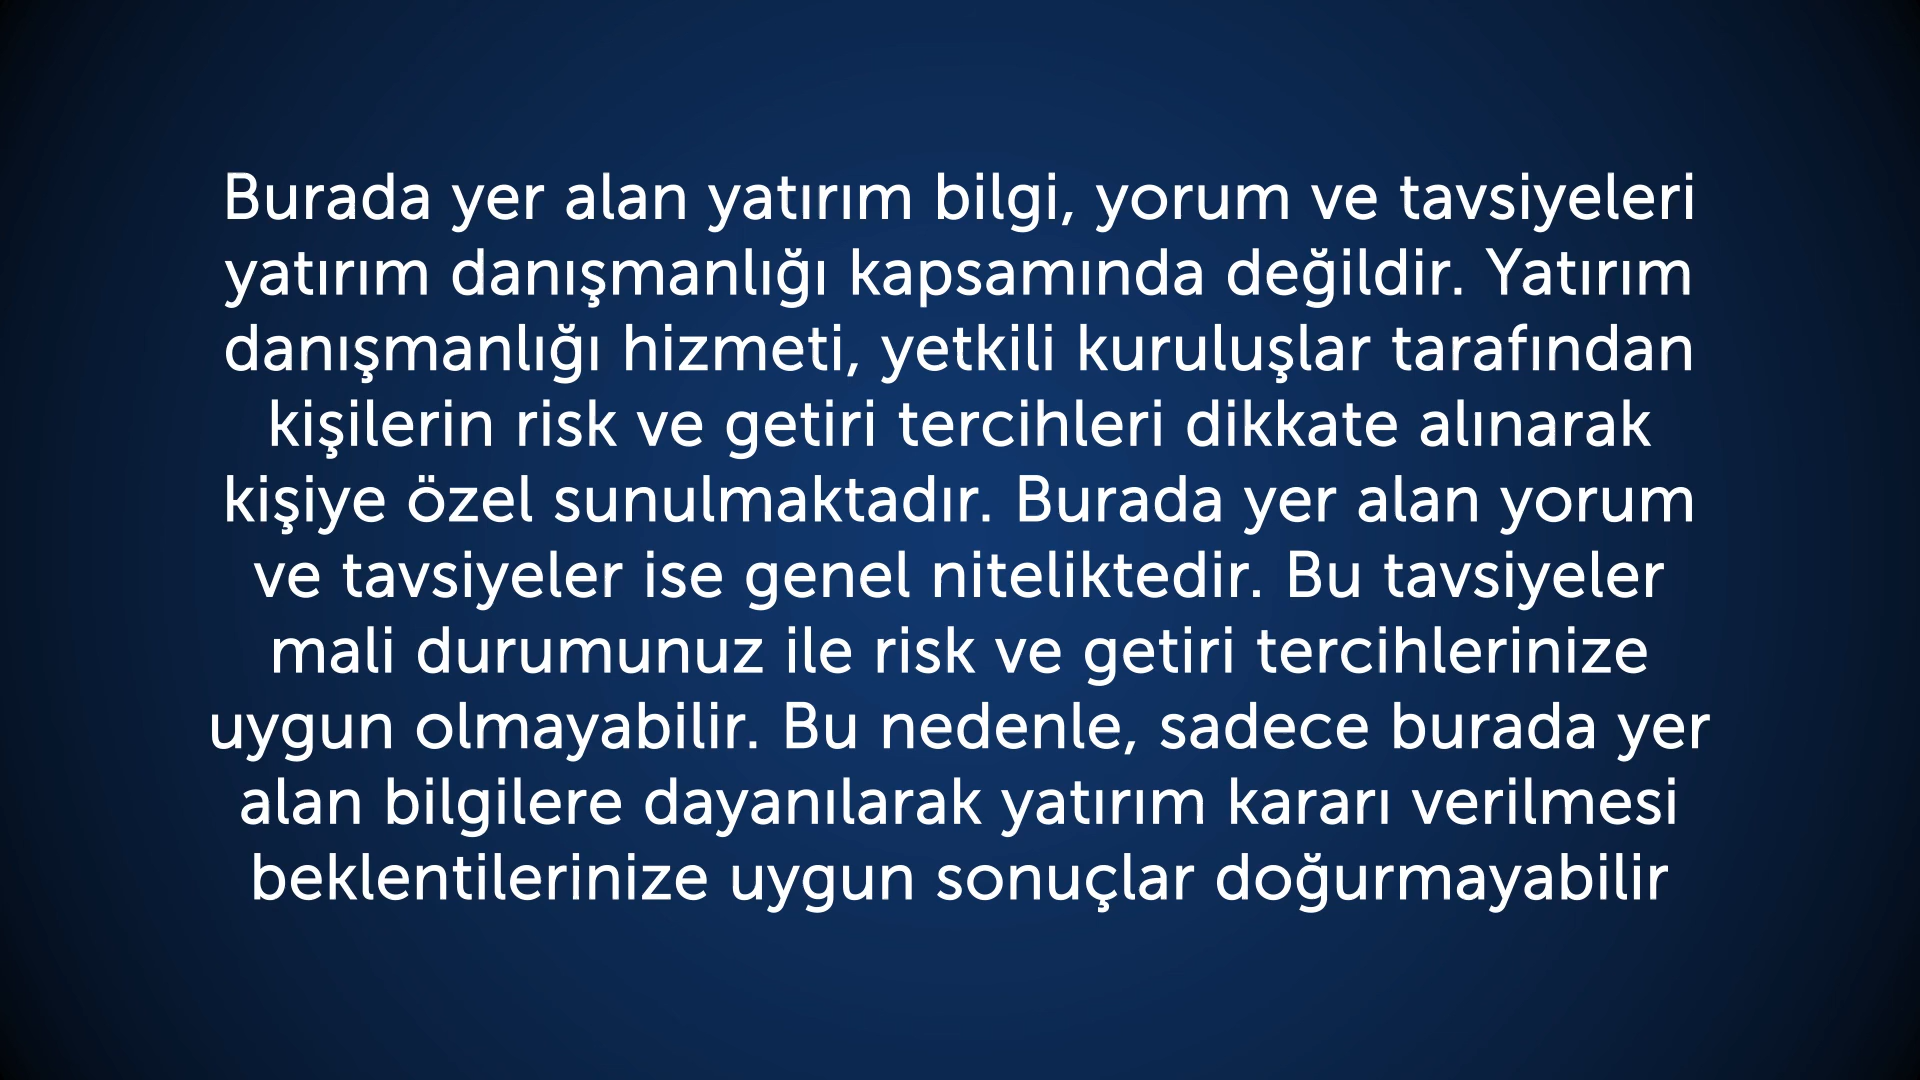 Burada yer alan yatırım bilgi, yorum ve tavsiyeleri
yatırım danışmanlığı kapsamında değildir. Yatırım
danışmanlığı hizmeti, yetkili kuruluşlar tarafından
kişilerin risk ve getiri tercihleri dikkate alınarak
kişiye özel sunulmaktadır. Burada yer alan yorum
ve tavsiyeler ise genel niteliktedir. Bu tavsiyeler
mali durumunuz ile risk ve getiri tercihlerinize
uygun olmayabilir. Bu nedenle, sadece burada yer
alan bilgilere dayanılarak yatırım kararı verilmesi
beklentilerinize uygun sonuçlar doğurmayabilir